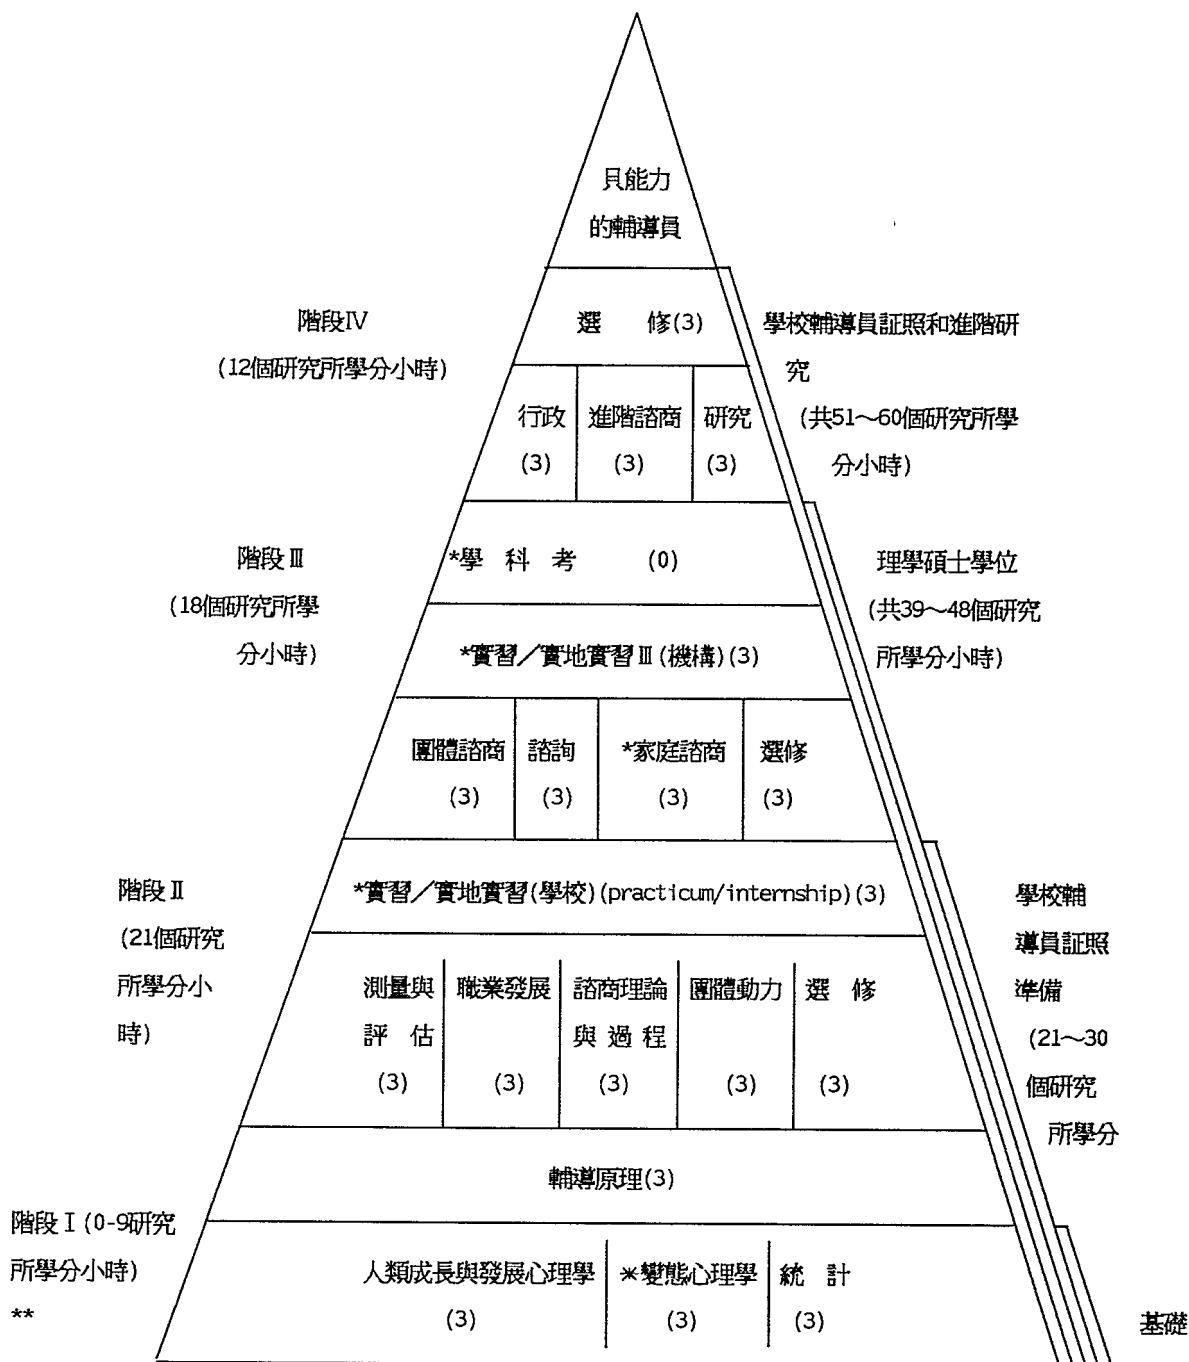 具能力
的輔導員
階段Ⅳ
(12個研究所學分小時)
選 修(3)
學校輔導員証照和進階研
究
(共51～60個研究所學
分小時)
行政
(3)
進階諮商
(3)
研究
(3)
階段Ⅲ
(18個研究所學
分小時)
*學 科 考 (0)
理學碩士學位
(共39～48個研究
所學分小時)
*實習／實地實習Ⅲ(機構)(3)
團體諮商
(3)
諮詢
(3)
*家庭諮商
(3)
選修
(3)
階段Ⅱ
(21個研究
所學分小
時)
*實習／實地實習(學校)(practicum/internship)(3)
學校輔
導員証照
準備
(21～30
個研究
所學分
測量與
評 估
(3)
職業發展
(3)
諮商理論
與 過 程
(3)
團體動力
(3)
選 修
(3)
輔導原理(3)
階段Ⅰ(0-9研究
所學分小時)
**
人類成長與發展心理學
(3)
*變態心理學
(3)
統 計
(3)
基礎